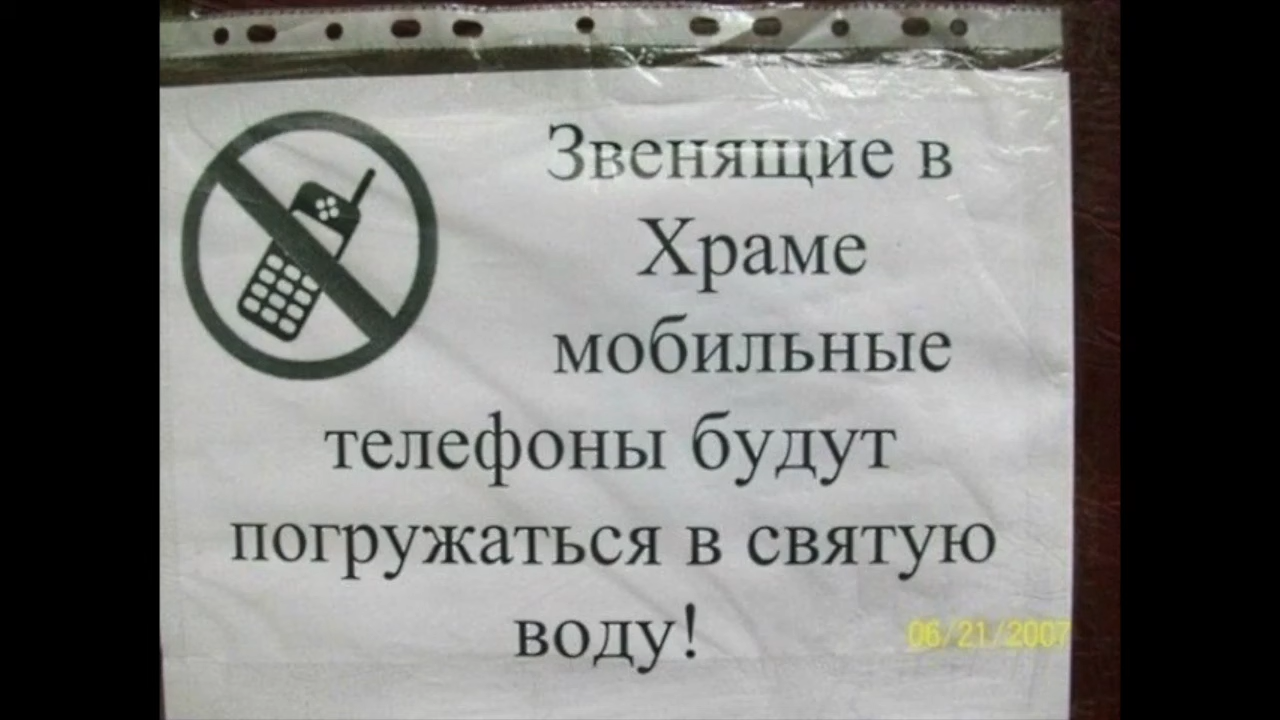 Звенящие в
Храме
мобильные
телефоны будут
погружаться в святую
воду!
06/21/2007